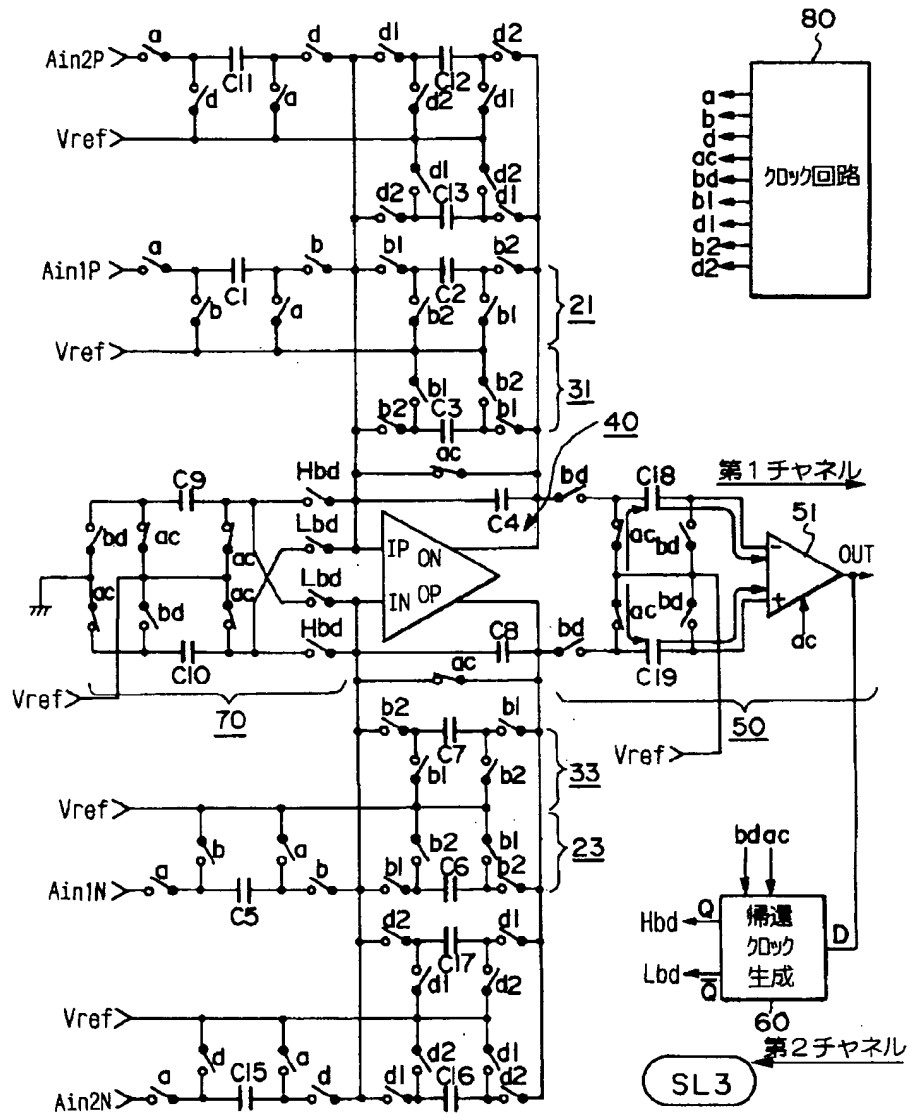 80
a
b
d
ac
bd
b1
d1
b2
d2
クロック回路
Ain2P
a
C11
d
d1
C12
d2
d
a
d2
d1
Vref
d1
d2
d2
C13
d1
Ain1P
a
C1
b
b1
C2
b2
b
a
b2
b1
21
Vref
b1
b2
31
b2
C3
b1
40
ac
C9
Hbd
C4
bd
C18
第1チャネル
bd
ac
ac
Lbd
IP
ON
ac
bd
51
OUT
-
+
ac
bd
ac
Lbd
IN
OP
ac
bd
ac
C10
Hbd
C8
bd
C19
Vref
70
ac
50
Vref
b2
C7
b1
b1
b2
33
Vref
b
a
b2
b1
23
Ain1N
a
C5
b
b1
C6
b2
bd
ac
d2
C17
d1
Hbd
Q
帰還
クロック
生成
D
Lbd
Q̅
d1
d2
60
Vref
d
a
d2
d1
第2チャネル
Ain2N
a
C15
d
d1
C16
d2
SL3